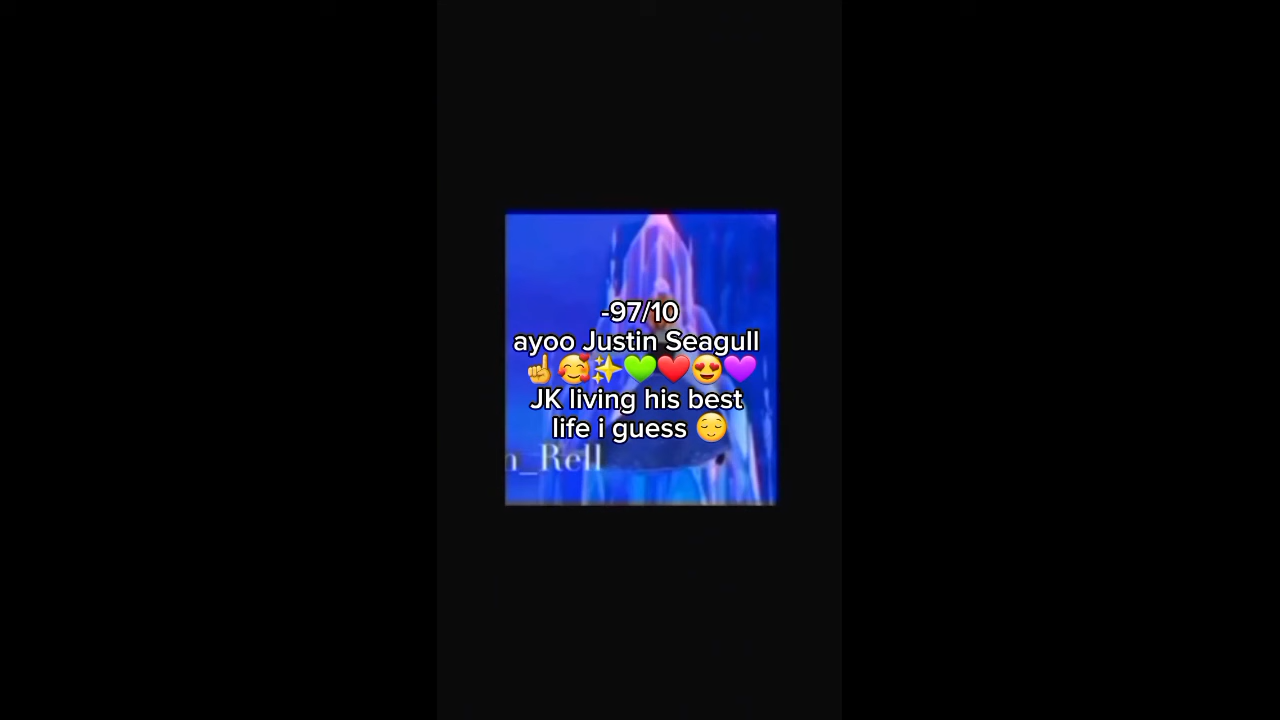 -97/10
ayoo Justin Seagull
☝️🥰✨💚❤️😍💜
JK living his best
life i guess 😌
n_Rell